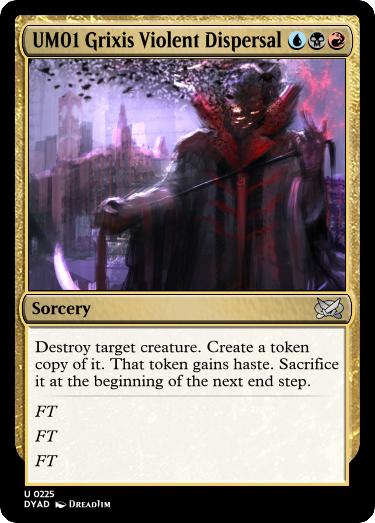 UM01 Grixis Violent Dispersal
Sorcery
Destroy target creature. Create a token
copy of it. That token gains haste. Sacrifice
it at the beginning of the next end step.
FT
FT
FT
U 0225
DYAD DreadJim